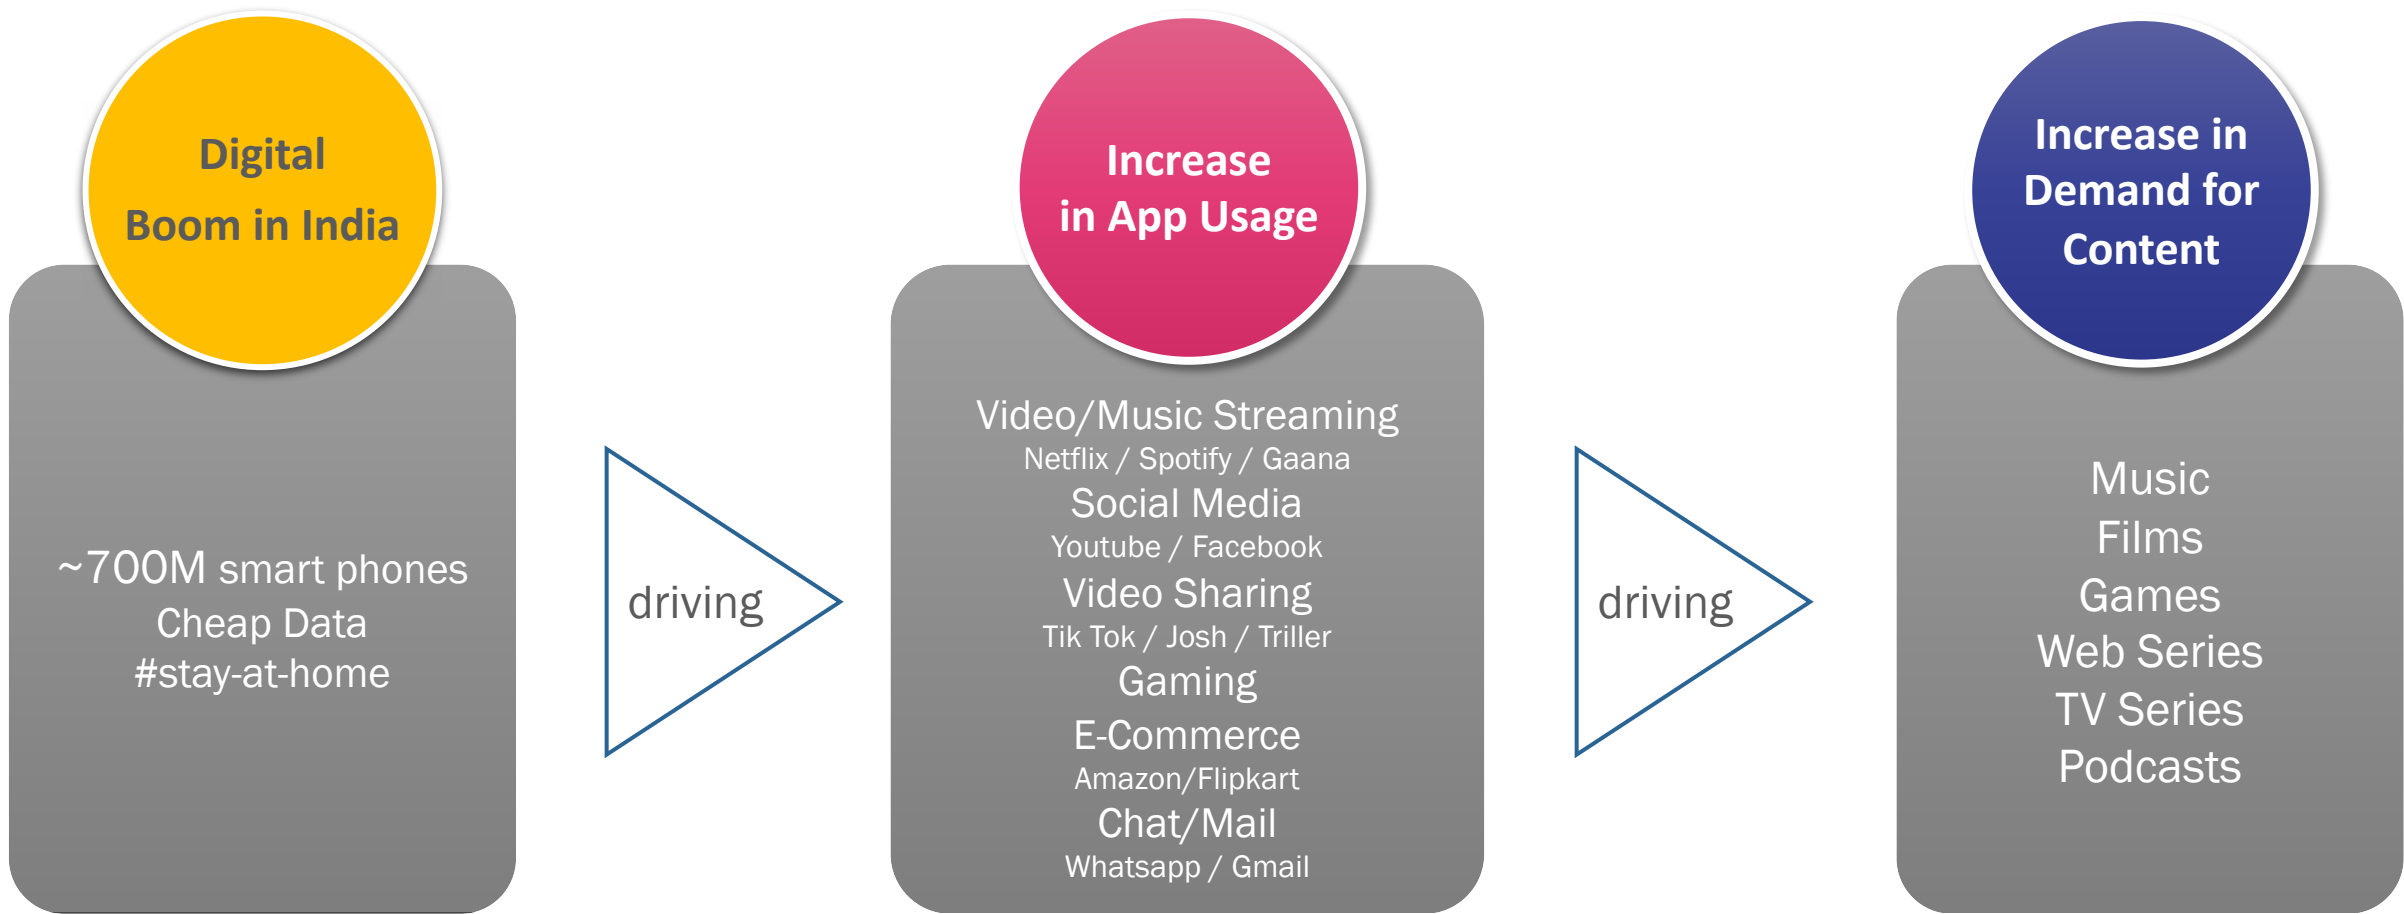 Digital
Boom in India
~700M smart phones
Cheap Data
#stay-at-home
driving
Increase
in App Usage
Video/Music Streaming
Netflix / Spotify / Gaana
Social Media
Youtube / Facebook
Video Sharing
Tik Tok / Josh / Triller
Gaming
E-Commerce
Amazon/Flipkart
Chat/Mail
Whatsapp / Gmail
driving
Increase in
Demand for
Content
Music
Films
Games
Web Series
TV Series
Podcasts